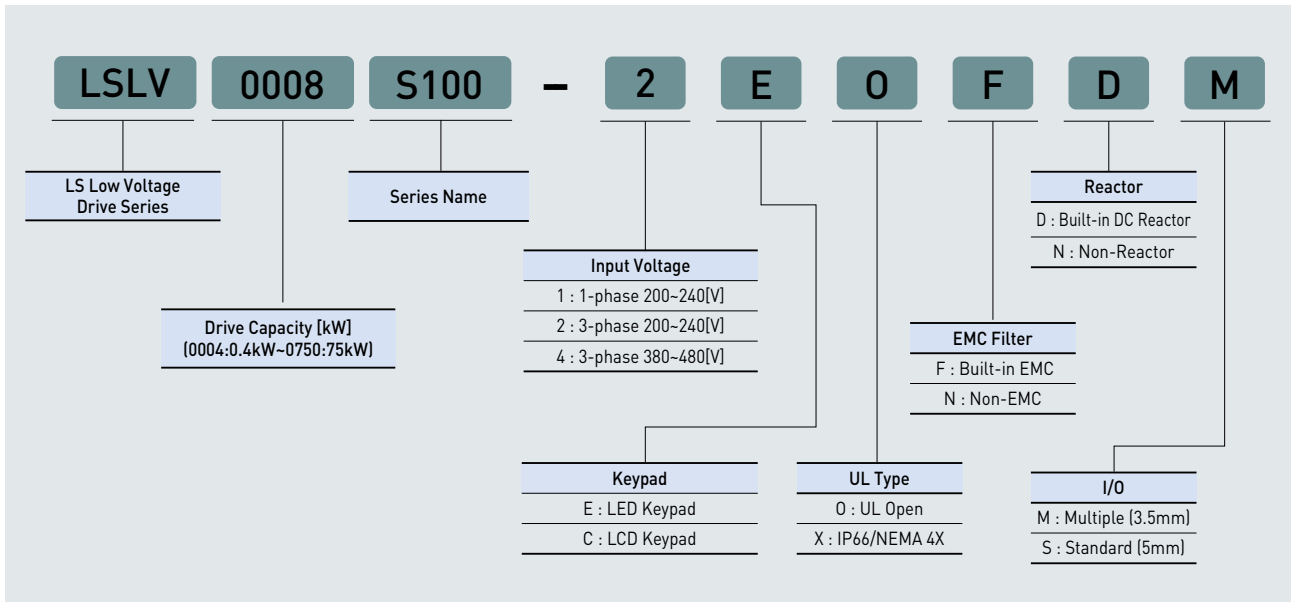 LSLV 0008 S100 - 2 E O F D M
LS Low Voltage
Drive Series
Series Name
Drive Capacity [kW]
(0004:0.4kW~0750:75kW)
Input Voltage
1 : 1-phase 200~240[V]
2 : 3-phase 200~240[V]
4 : 3-phase 380~480[V]
Keypad
E : LED Keypad
C : LCD Keypad
UL Type
O : UL Open
X : IP66/NEMA 4X
EMC Filter
F : Built-in EMC
N : Non-EMC
Reactor
D : Built-in DC Reactor
N : Non-Reactor
I/O
M : Multiple (3.5mm)
S : Standard (5mm)